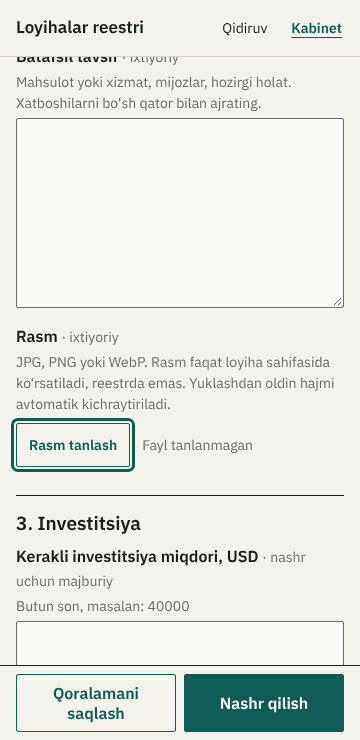 Loyihalar reestri
Qidiruv
Kabinet
Batafsil tavsif · ixtiyoriy
Mahsulot yoki xizmat, mijozlar, hozirgi holat.
Xatboshilarni bo‘sh qator bilan ajrating.
Rasm · ixtiyoriy
JPG, PNG yoki WebP. Rasm faqat loyiha sahifasida
ko‘rsatiladi, reestrda emas. Yuklashdan oldin hajmi
avtomatik kichraytiriladi.
Rasm tanlash
Fayl tanlanmagan
3. Investitsiya
Kerakli investitsiya miqdori, USD · nashr
uchun majburiy
Butun son, masalan: 40000
Qoralamani
saqlash
Nashr qilish